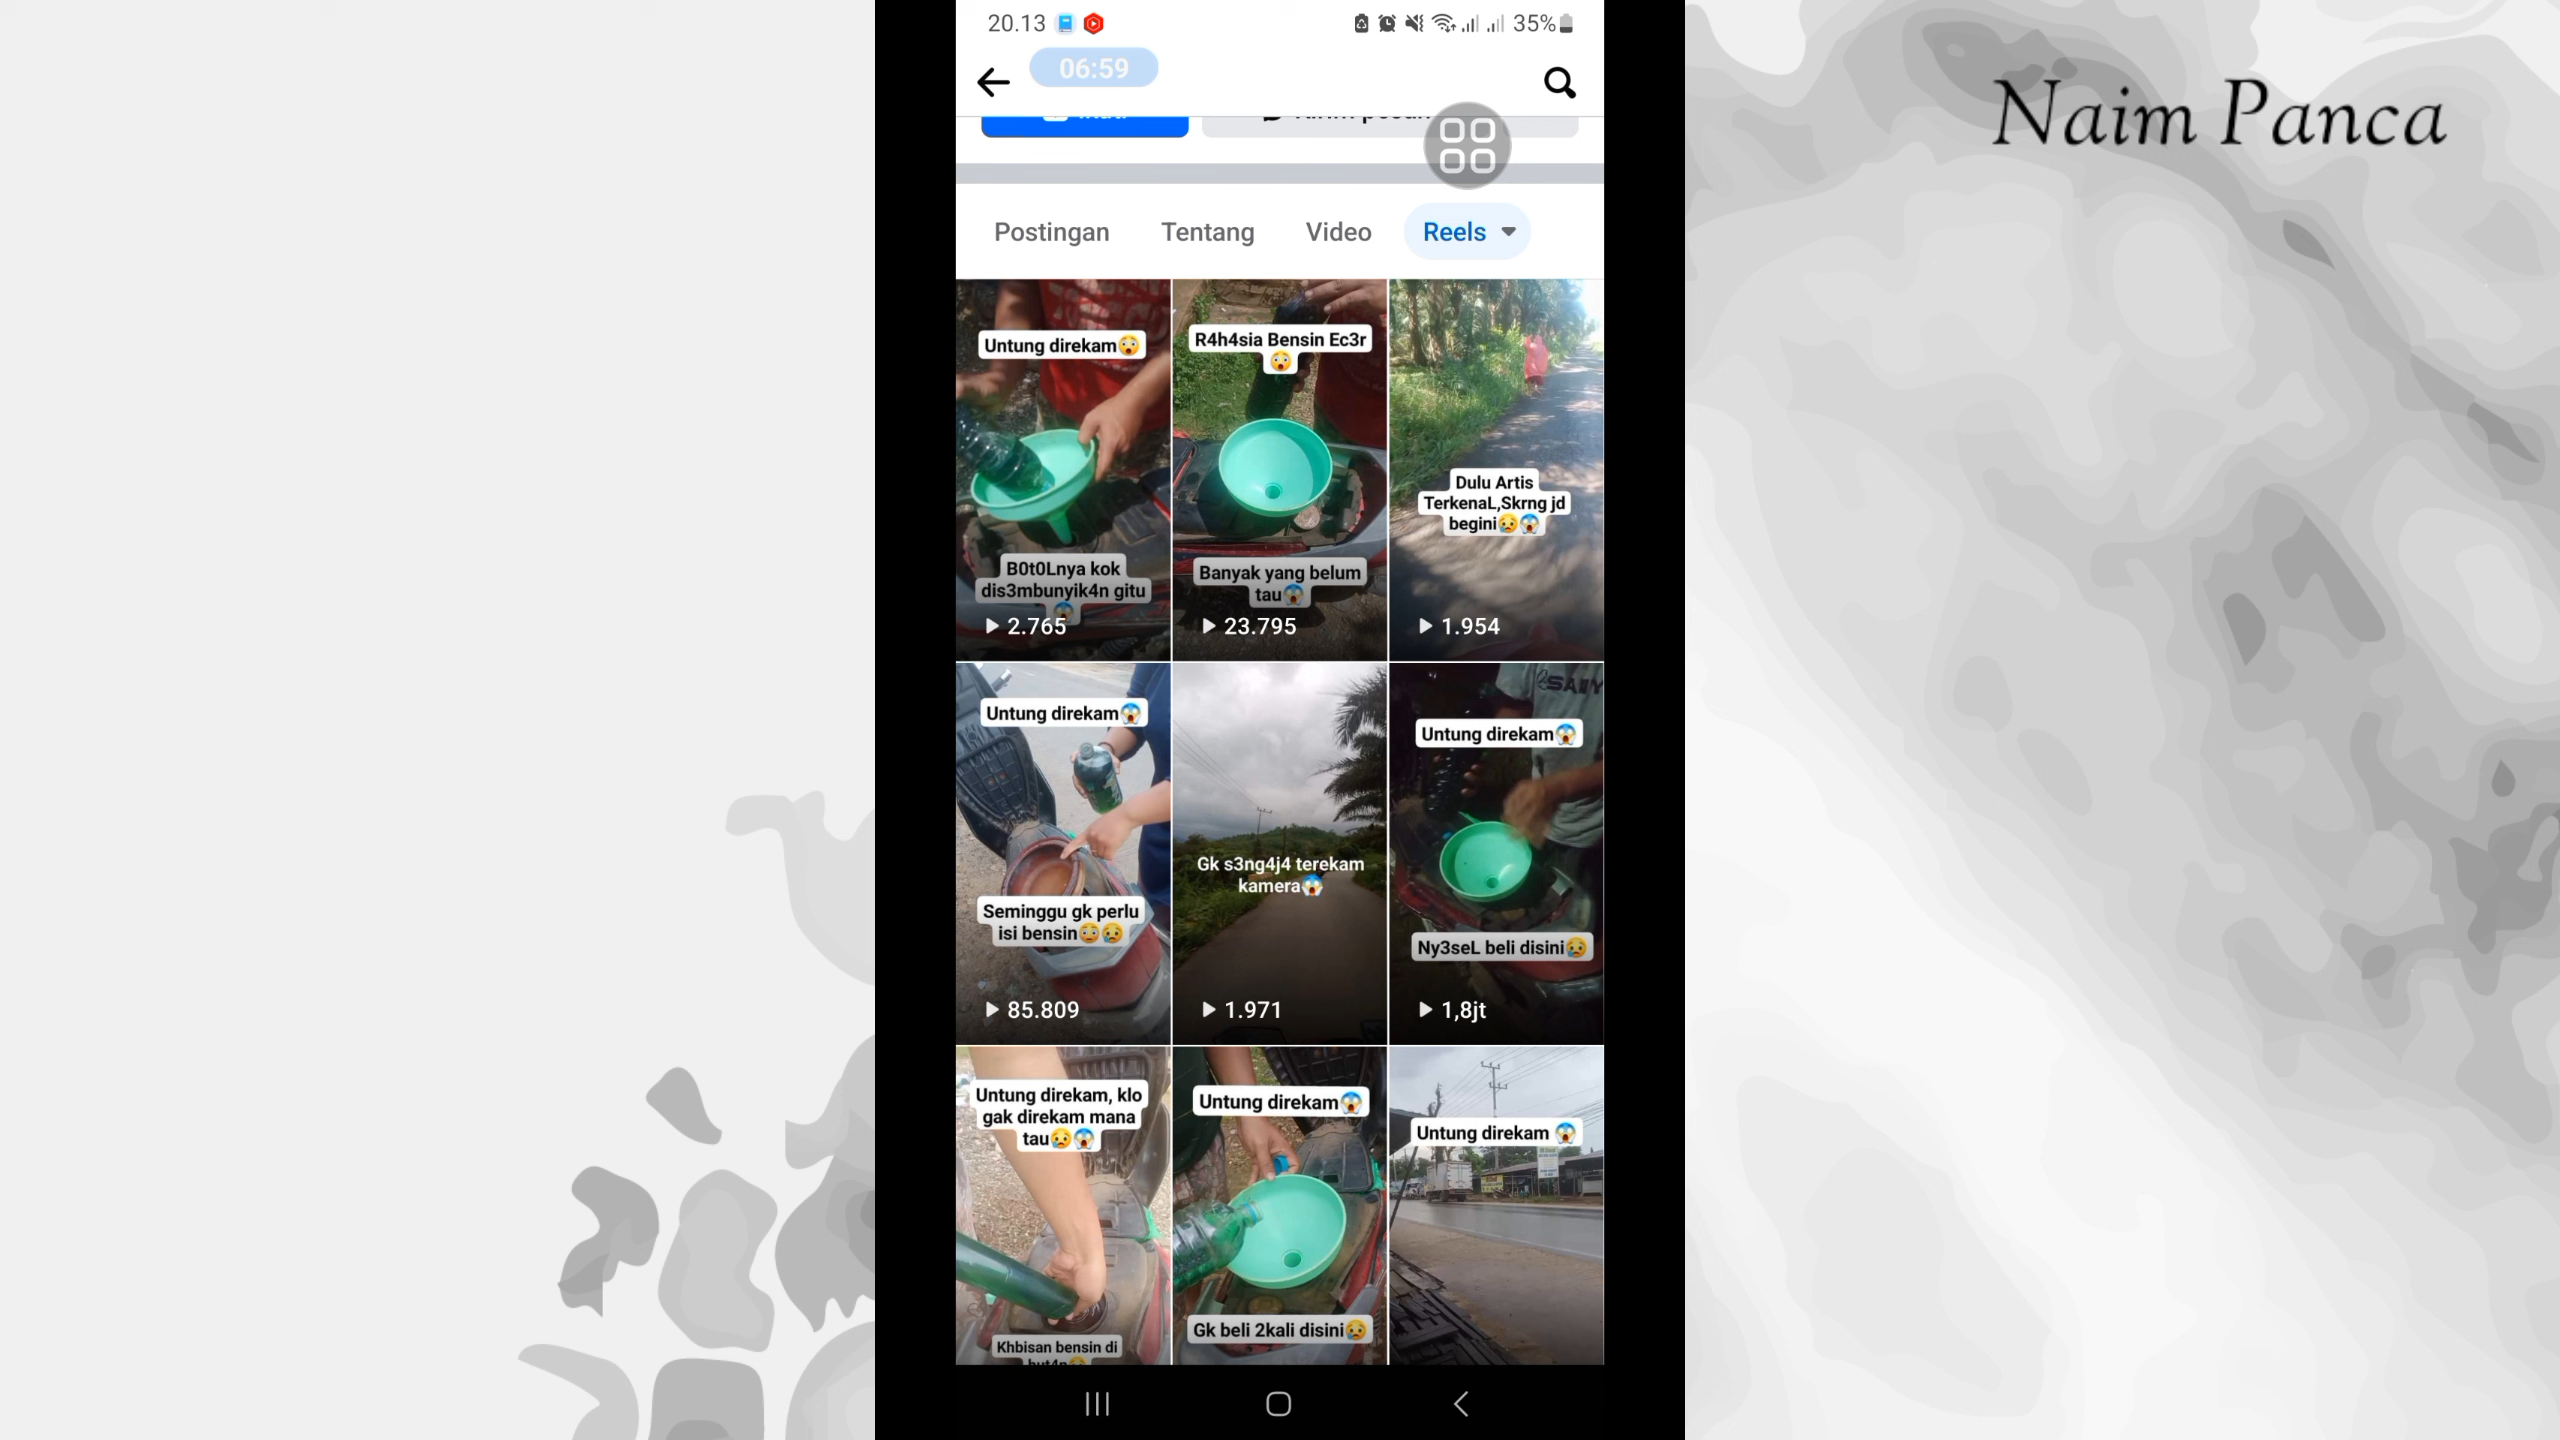 20.13
35%
06:59
Naim Panca
Postingan
Tentang
Video
Reels
Untung direkam😳
B0t0Lnya kok
dis3mbunyik4n gitu
😱
2.765
R4h4sia Bensin Ec3r
😳
Banyak yang belum
tau😱
23.795
Dulu Artis
TerkenaL,Skrng jd
begini😥😱
1.954
Untung direkam😱
Seminggu gk perlu
isi bensin😳😥
85.809
Gk s3ng4j4 terekam
kamera😱
1.971
SABY
Untung direkam😱
Ny3seL beli disini😥
1,8jt
Untung direkam, klo
gak direkam mana
tau😥😱
Khbisan bensin di
Untung direkam😱
Gk beli 2kali disini😥
Untung direkam 😱